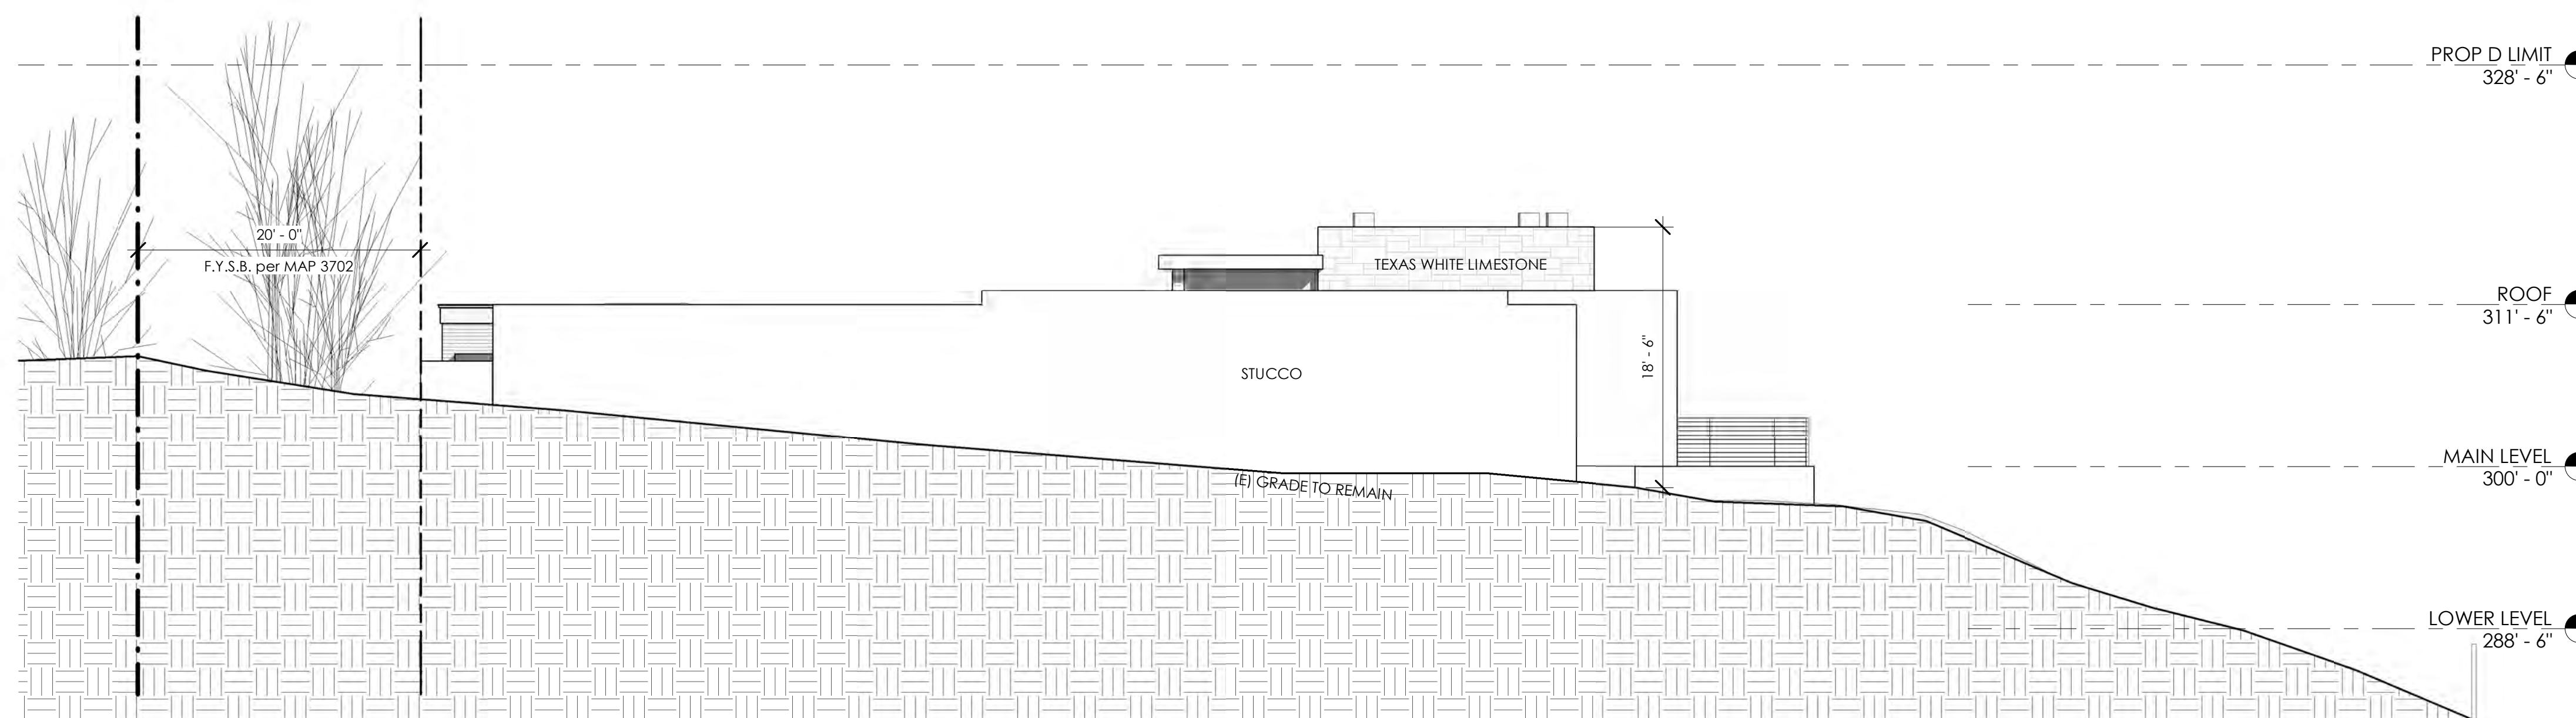 PROP D LIMIT
328' - 6"
20' - 0"
F.Y.S.B. per MAP 3702
TEXAS WHITE LIMESTONE
ROOF
311' - 6"
18' - 6"
STUCCO
MAIN LEVEL
300' - 0"
(E) GRADE TO REMAIN
LOWER LEVEL
288' - 6"